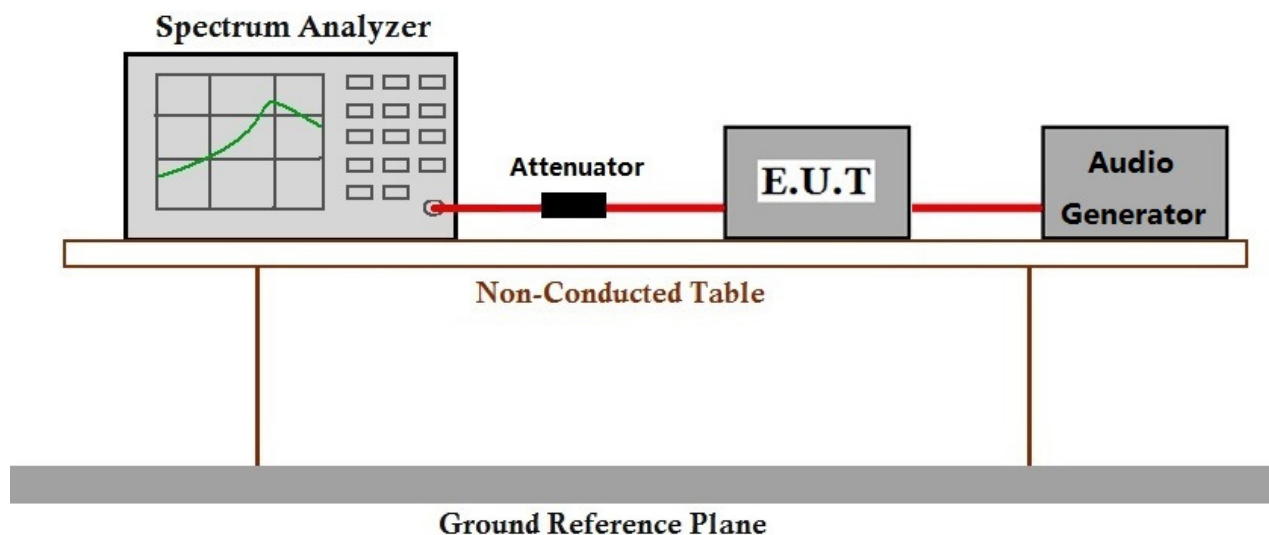 Spectrum Analyzer
Attenuator
E.U.T
Audio
Generator
Non-Conducted Table
Ground Reference Plane